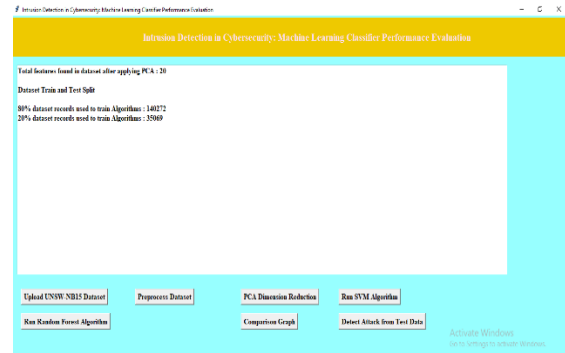 Intrusion Detection in Cybersecurity: Machine Learning Classifier Performance Evaluation
Intrusion Detection in Cybersecurity: Machine Learning Classifier Performance Evaluation
Total features found in dataset after applying PCA : 20
Dataset Train and Test Split
80% dataset records used to train Algorithms : 140272
20% dataset records used to train Algorithms : 35069
Upload UNSW-NB15 Dataset Preprocess Dataset PCA Dimension Reduction Run SVM Algorithm
Run Random Forest Algorithm Comparison Graph Detect Attack from Test Data
Activate Windows
Go to Settings to activate Windows.